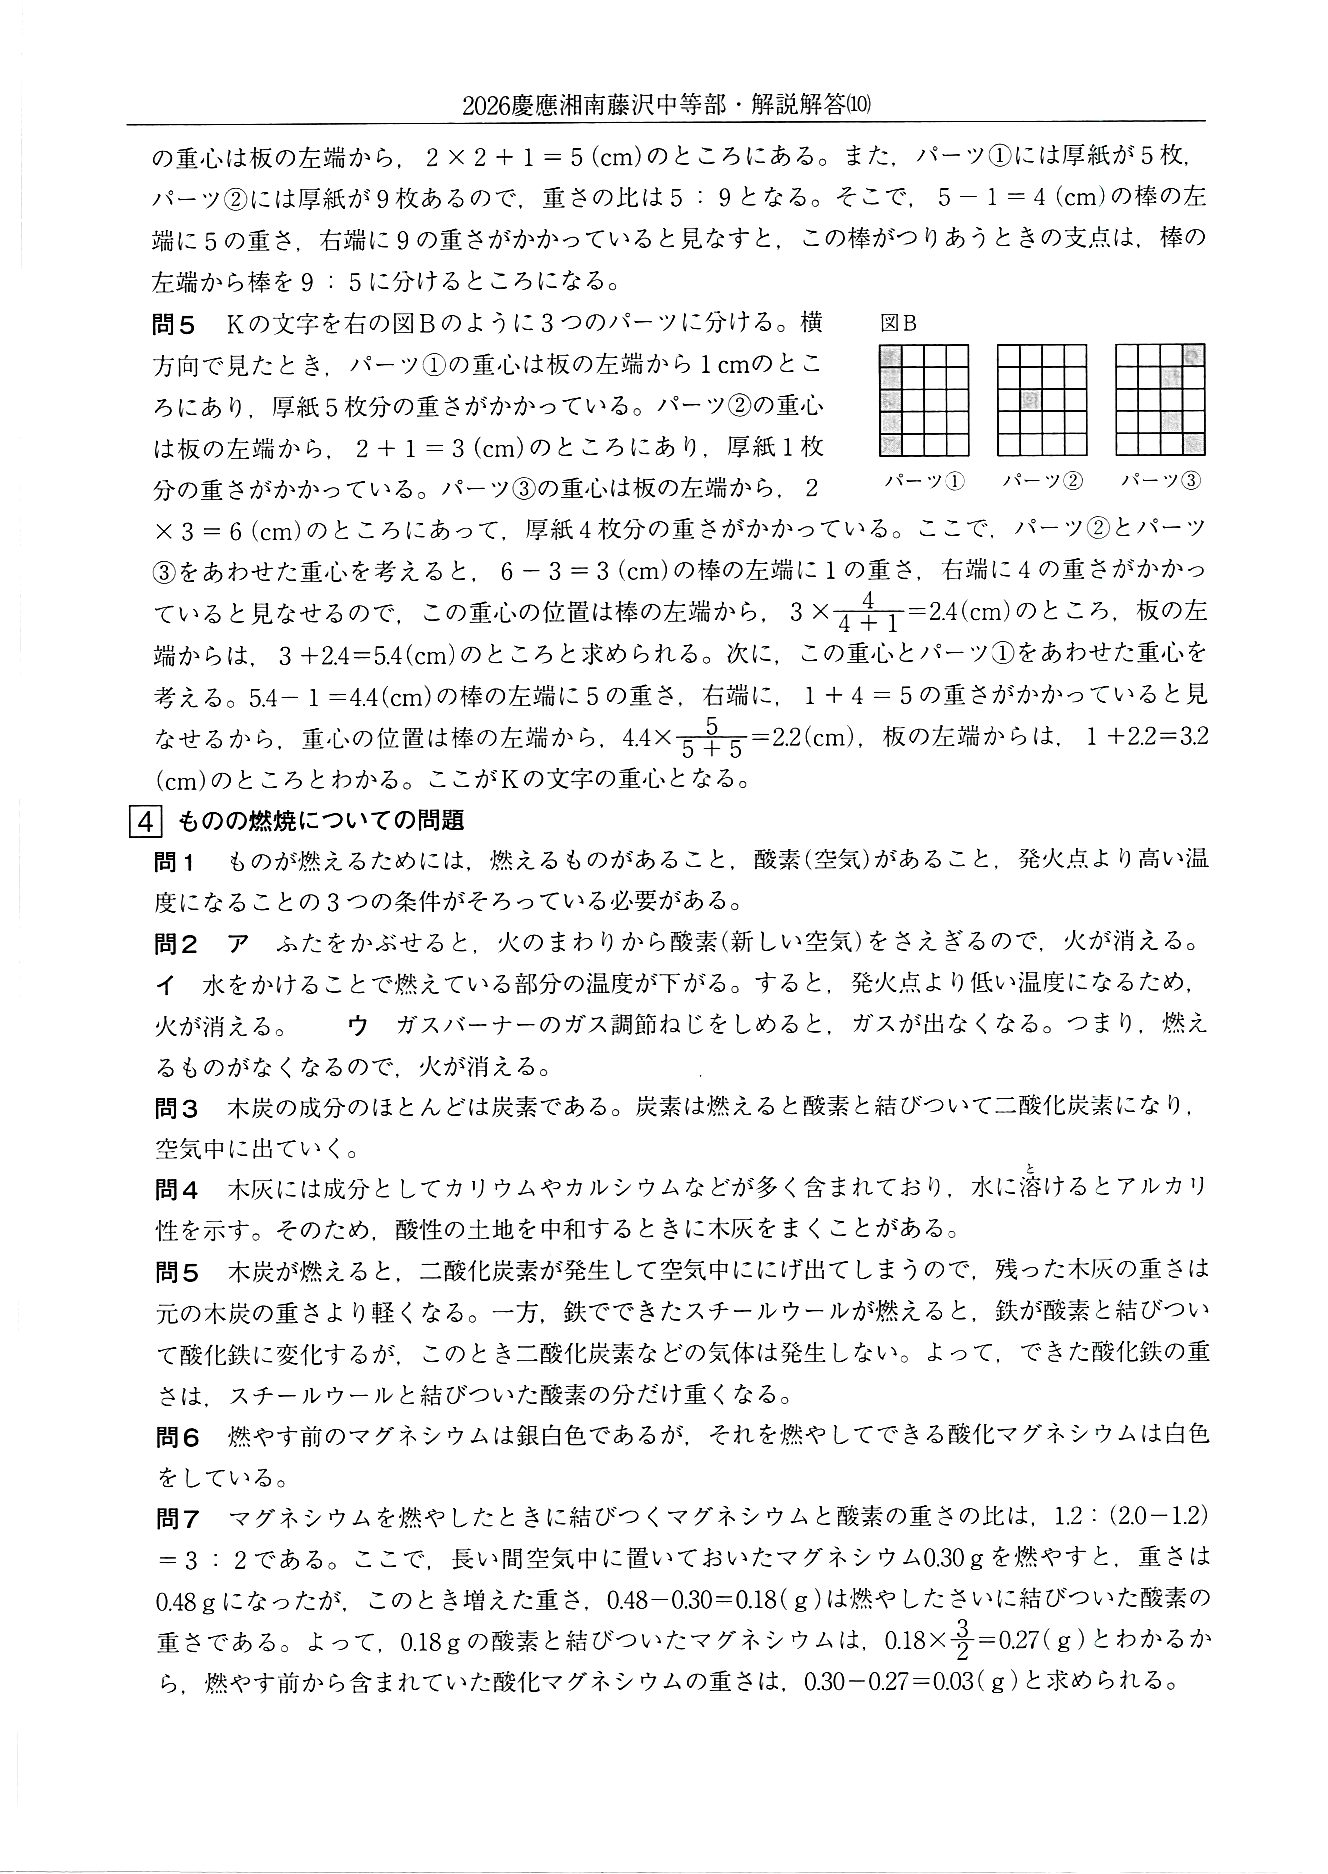 2026慶應湘南藤沢中等部・解説解答⑽
の重心は板の左端から，2×2＋1＝5(cm)のところにある。また，パーツ①には厚紙が5枚，
パーツ②には厚紙が9枚あるので，重さの比は5：9となる。そこで，5－1＝4(cm)の棒の左
端に5の重さ，右端に9の重さがかかっていると見なすと，この棒がつりあうときの支点は，棒の
左端から棒を9：5に分けるところになる。
問5　Kの文字を右の図Bのように3つのパーツに分ける。横
方向で見たとき，パーツ①の重心は板の左端から1cmのとこ
ろにあり，厚紙5枚分の重さがかかっている。パーツ②の重心
は板の左端から，2＋1＝3(cm)のところにあり，厚紙1枚
分の重さがかかっている。パーツ③の重心は板の左端から，2
図B
パーツ①　パーツ②　パーツ③
×3＝6(cm)のところにあって，厚紙4枚分の重さがかかっている。ここで，パーツ②とパーツ
③をあわせた重心を考えると，6－3＝3(cm)の棒の左端に1の重さ，右端に4の重さがかかっ
ていると見なせるので，この重心の位置は棒の左端から，3×4/(4＋1)＝2.4(cm)のところ，板の左
端からは，3＋2.4＝5.4(cm)のところと求められる。次に，この重心とパーツ①をあわせた重心を
考える。5.4－1＝4.4(cm)の棒の左端に5の重さ，右端に，1＋4＝5の重さがかかっていると見
なせるから，重心の位置は棒の左端から，4.4×5/(5＋5)＝2.2(cm)，板の左端からは，1＋2.2＝3.2
(cm)のところとわかる。ここがKの文字の重心となる。
4　ものの燃焼についての問題
問1　ものが燃えるためには，燃えるものがあること，酸素(空気)があること，発火点より高い温
度になることの3つの条件がそろっている必要がある。
問2　ア　ふたをかぶせると，火のまわりから酸素(新しい空気)をさえぎるので，火が消える。
イ　水をかけることで燃えている部分の温度が下がる。すると，発火点より低い温度になるため，
火が消える。　ウ　ガスバーナーのガス調節ねじをしめると，ガスが出なくなる。つまり，燃え
るものがなくなるので，火が消える。
問3　木炭の成分のほとんどは炭素である。炭素は燃えると酸素と結びついて二酸化炭素になり，
空気中に出ていく。
問4　木灰には成分としてカリウムやカルシウムなどが多く含まれており，水に溶(と)けるとアルカリ
性を示す。そのため，酸性の土地を中和するときに木灰をまくことがある。
問5　木炭が燃えると，二酸化炭素が発生して空気中ににげ出てしまうので，残った木灰の重さは
元の木炭の重さより軽くなる。一方，鉄でできたスチールウールが燃えると，鉄が酸素と結びつい
て酸化鉄に変化するが，このとき二酸化炭素などの気体は発生しない。よって，できた酸化鉄の重
さは，スチールウールと結びついた酸素の分だけ重くなる。
問6　燃やす前のマグネシウムは銀白色であるが，それを燃やしてできる酸化マグネシウムは白色
をしている。
問7　マグネシウムを燃やしたときに結びつくマグネシウムと酸素の重さの比は，1.2：(2.0－1.2)
＝3：2である。ここで，長い間空気中に置いておいたマグネシウム0.30gを燃やすと，重さは
0.48gになったが，このとき増えた重さ，0.48－0.30＝0.18(g)は燃やしたさいに結びついた酸素の
重さである。よって，0.18gの酸素と結びついたマグネシウムは，0.18×3/2＝0.27(g)とわかるか
ら，燃やす前から含まれていた酸化マグネシウムの重さは，0.30－0.27＝0.03(g)と求められる。